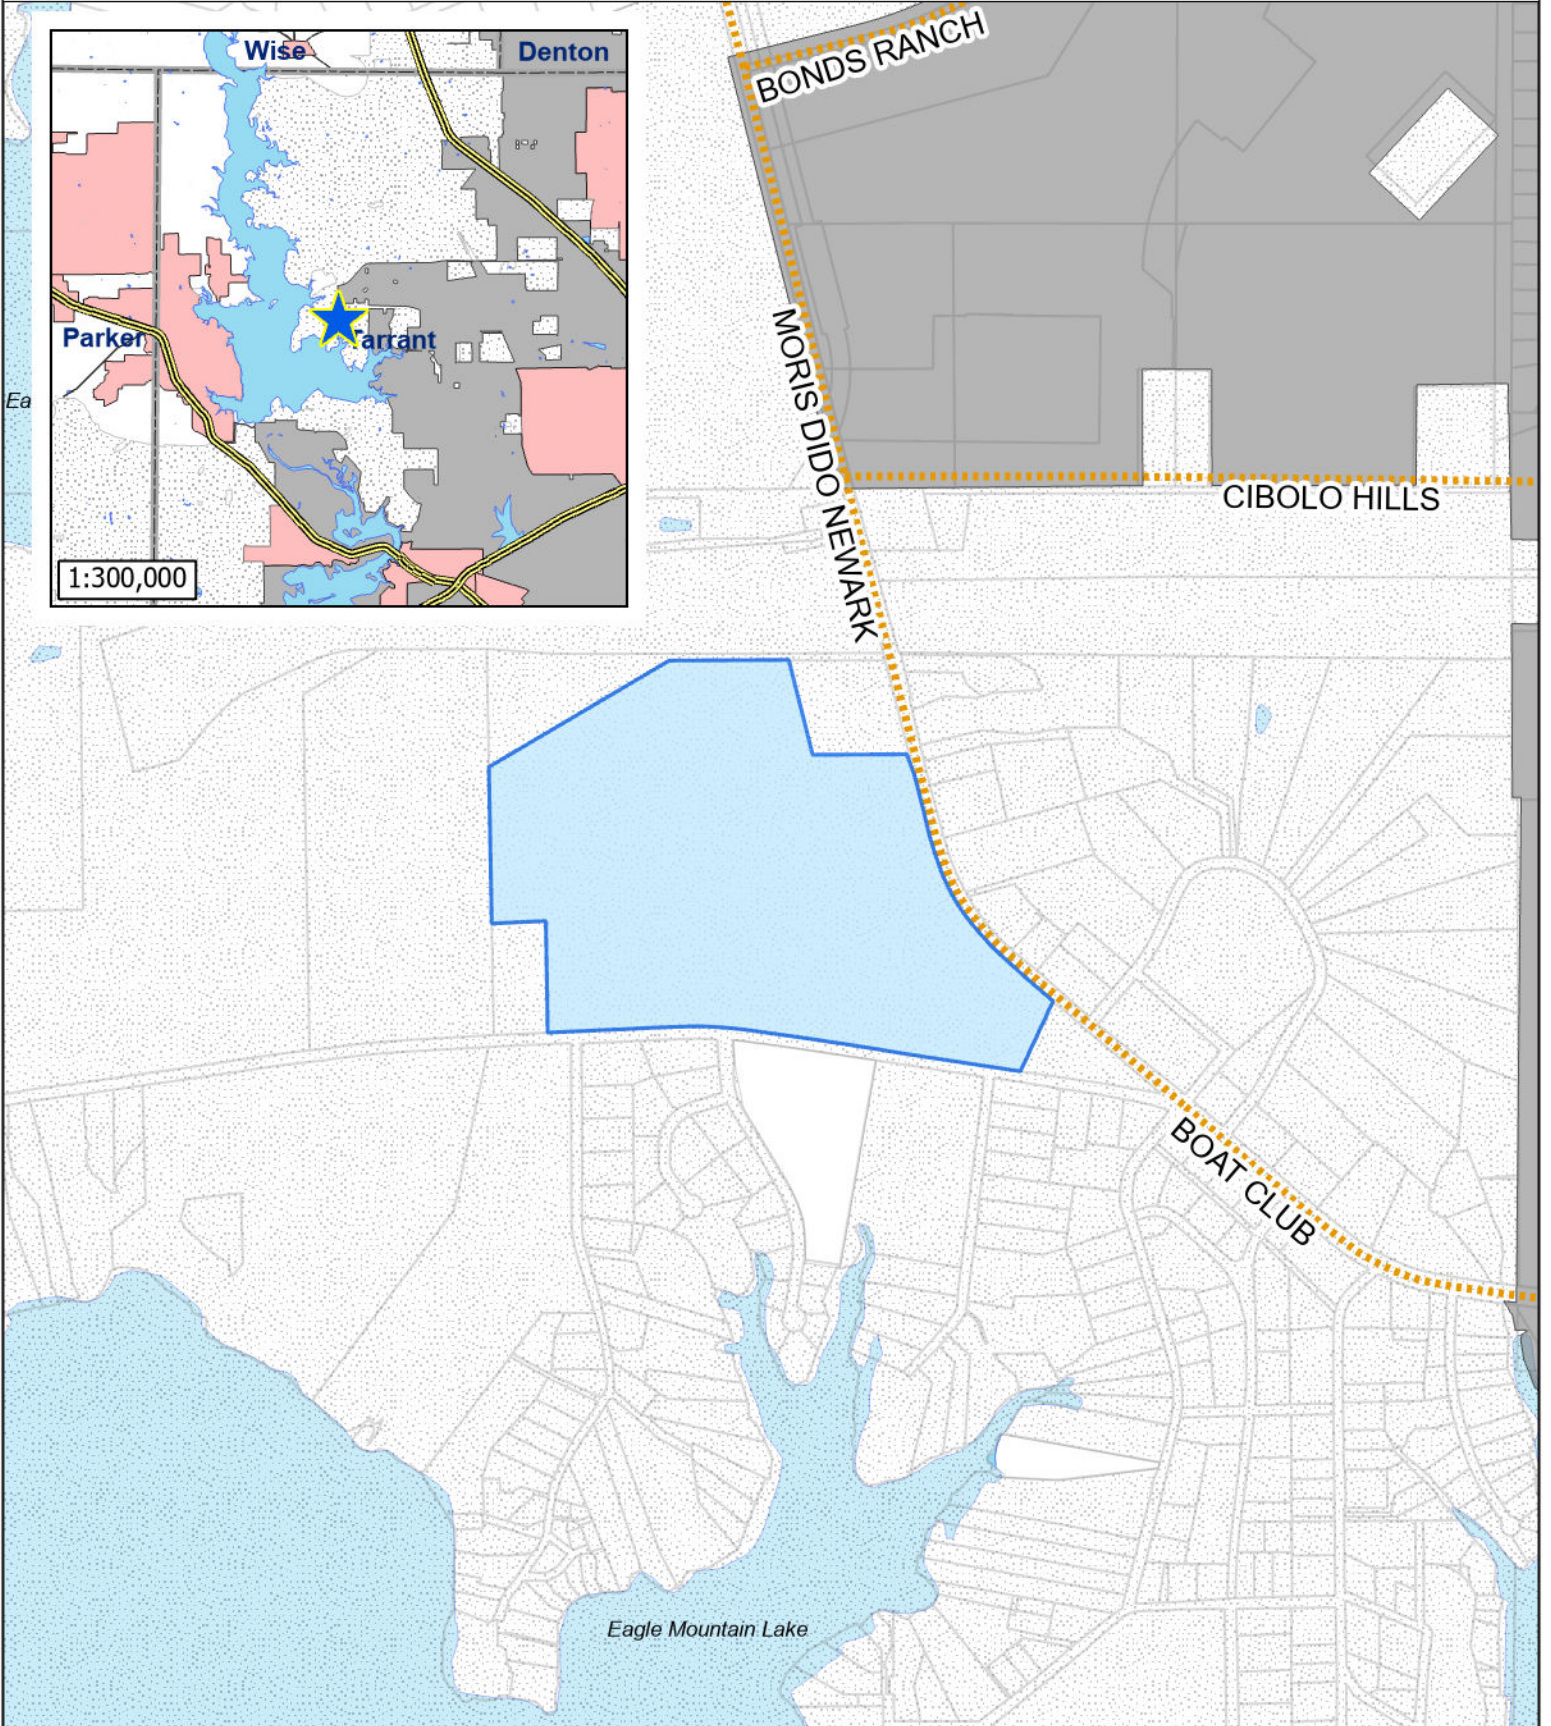 Wise
Denton
BONDS RANCH
Parker
Tarrant
Ea
MORIS DIDO NEWARK
CIBOLO HILLS
1:300,000
BOAT CLUB
Eagle Mountain Lake